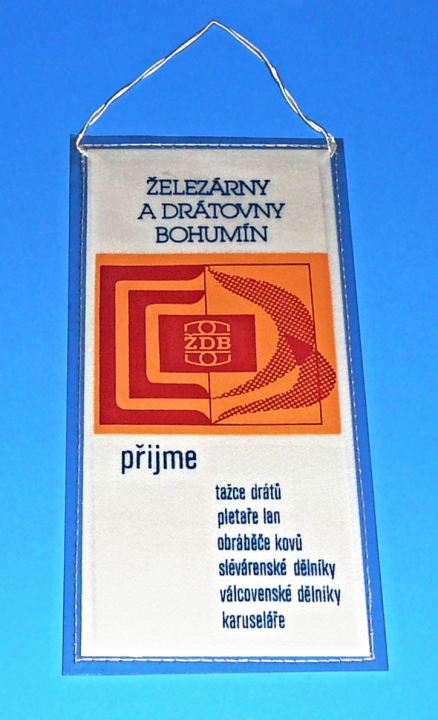 ŽELEZÁRNY
A DRÁTOVNY
BOHUMÍN
ŽDB
přijme
tažce drátů
pletaře lan
obráběče kovů
slévárenské dělníky
válcovenské dělníky
karuseláře